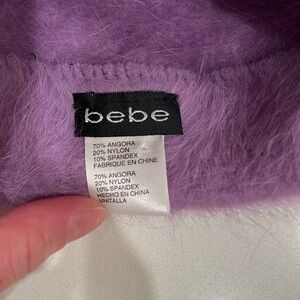 bebe
70% ANGORA
20% NYLON
10% SPANDEX
FABRIQUE EN CHINE
70% ANGORA
20% NYLON
10% SPANDEX
HECHO EN CHINA
UNITALLA